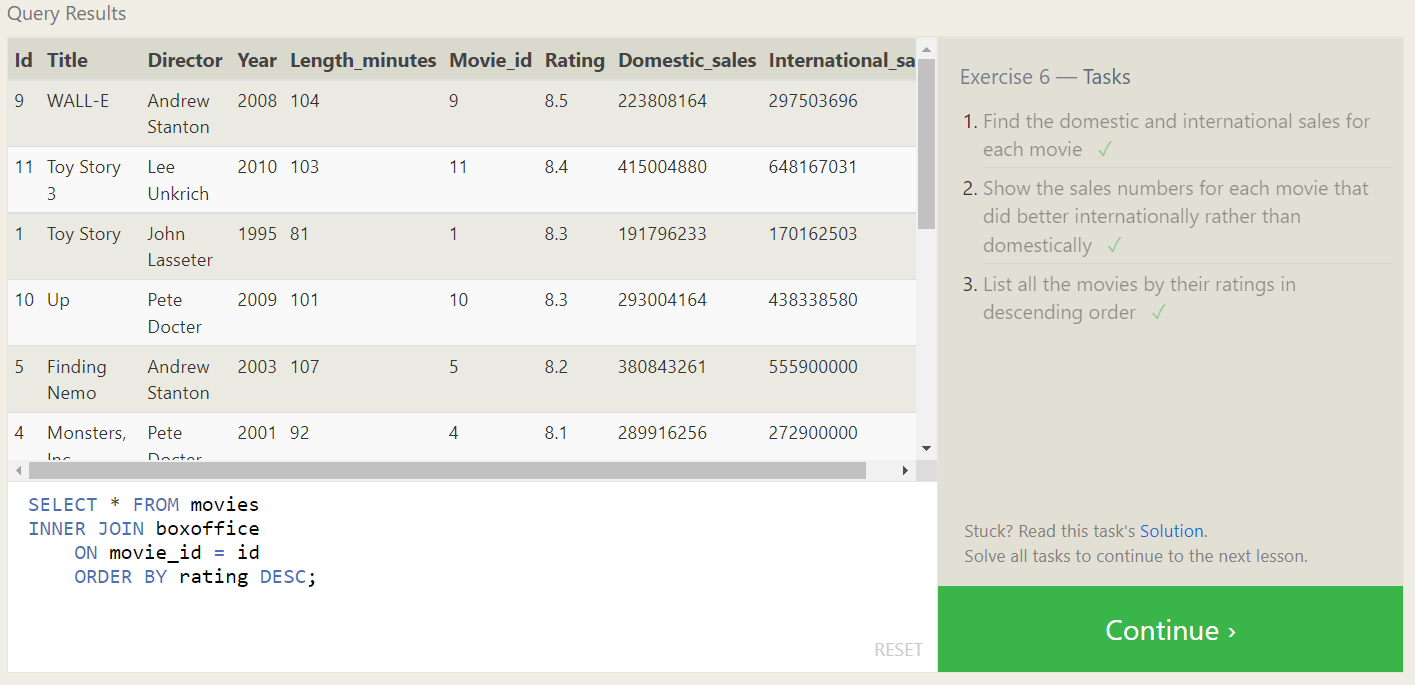 Query Results
Id Title Director Year Length_minutes Movie_id Rating Domestic_sales International_sa
9 WALL-E Andrew 2008 104 9 8.5 223808164 297503696
Stanton
11 Toy Story Lee 2010 103 11 8.4 415004880 648167031
3 Unkrich
1 Toy Story John 1995 81 1 8.3 191796233 170162503
Lasseter
10 Up Pete 2009 101 10 8.3 293004164 438338580
Docter
5 Finding Andrew 2003 107 5 8.2 380843261 555900000
Nemo Stanton
4 Monsters, Pete 2001 92 4 8.1 289916256 272900000
Inc Docter
SELECT * FROM movies
INNER JOIN boxoffice
ON movie_id = id
ORDER BY rating DESC;
RESET
Exercise 6 — Tasks
1. Find the domestic and international sales for
each movie ✓
2. Show the sales numbers for each movie that
did better internationally rather than
domestically ✓
3. List all the movies by their ratings in
descending order ✓
Stuck? Read this task's Solution.
Solve all tasks to continue to the next lesson.
Continue ›